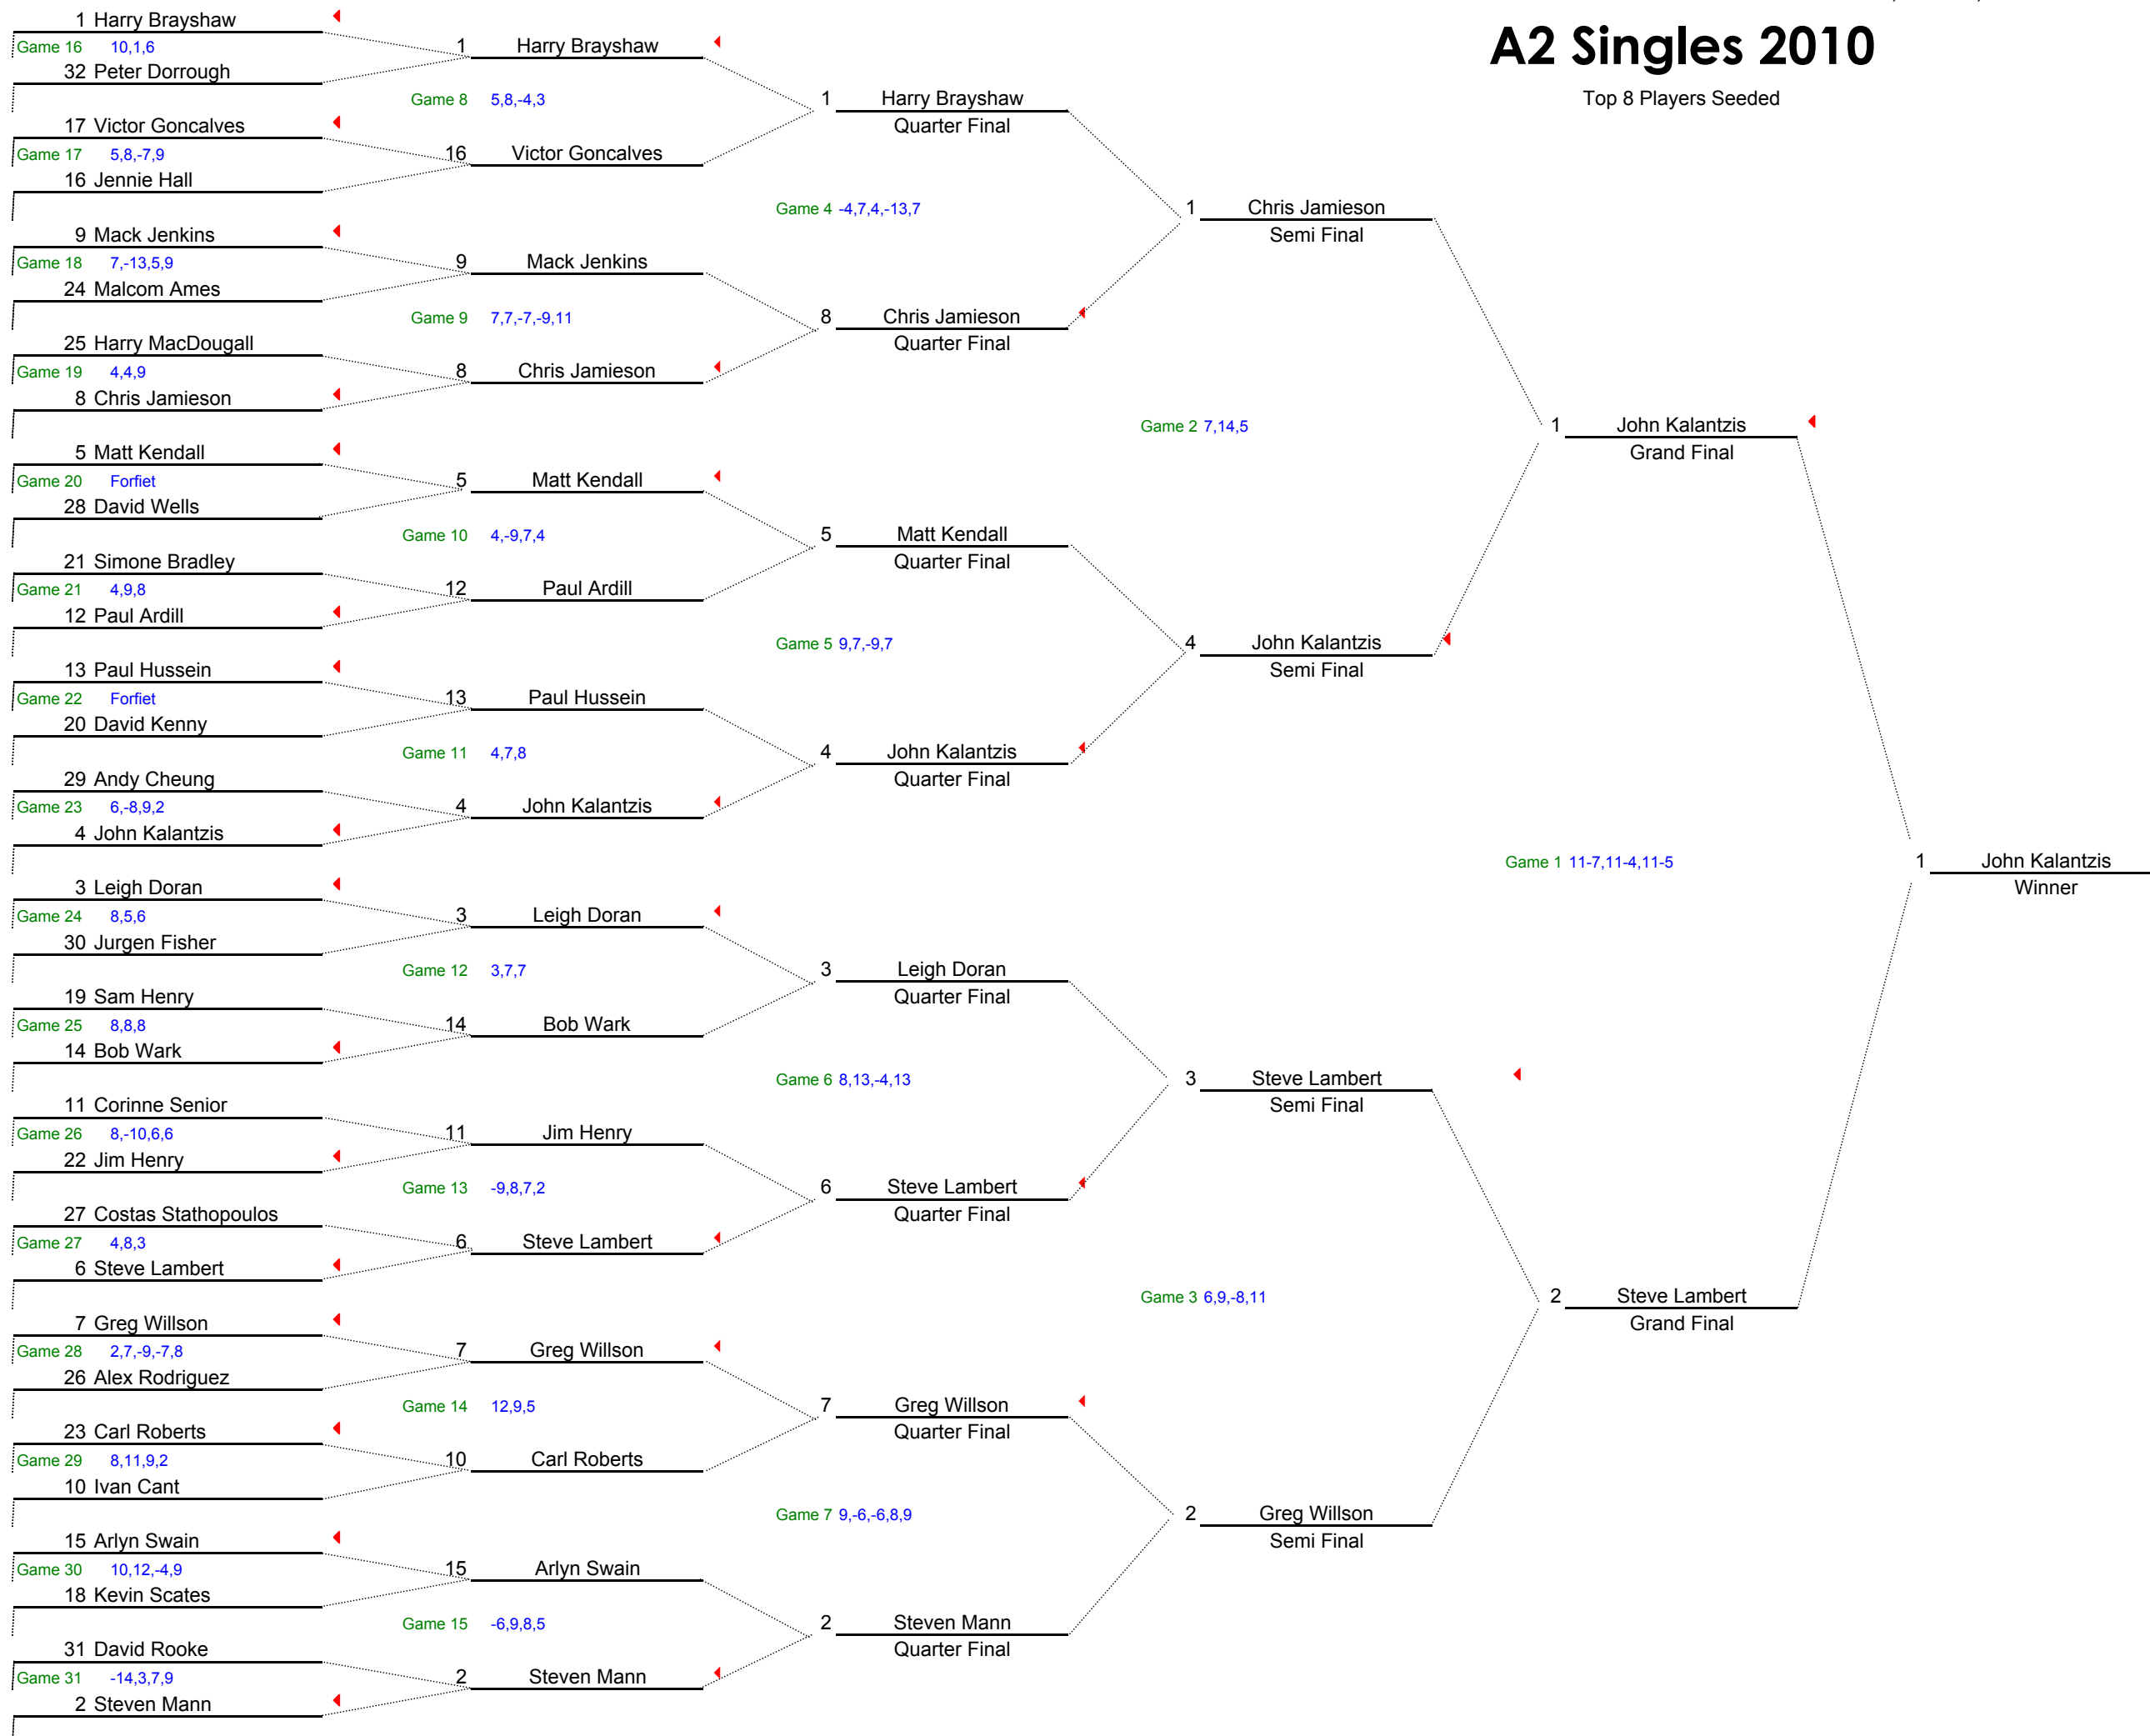 A2 Singles 2010
Top 8 Players Seeded
1 Harry Brayshaw
Game 16 10,1,6
32 Peter Dorrough
17 Victor Goncalves
Game 17 5,8,-7,9
16 Jennie Hall
9 Mack Jenkins
Game 18 7,-13,5,9
24 Malcom Ames
25 Harry MacDougall
Game 19 4,4,9
8 Chris Jamieson
5 Matt Kendall
Game 20 Forfiet
28 David Wells
21 Simone Bradley
Game 21 4,9,8
12 Paul Ardill
13 Paul Hussein
Game 22 Forfiet
20 David Kenny
29 Andy Cheung
Game 23 6,-8,9,2
4 John Kalantzis
3 Leigh Doran
Game 24 8,5,6
30 Jurgen Fisher
19 Sam Henry
Game 25 8,8,8
14 Bob Wark
11 Corinne Senior
Game 26 8,-10,6,6
22 Jim Henry
27 Costas Stathopoulos
Game 27 4,8,3
6 Steve Lambert
7 Greg Willson
Game 28 2,7,-9,-7,8
26 Alex Rodriguez
23 Carl Roberts
Game 29 8,11,9,2
10 Ivan Cant
15 Arlyn Swain
Game 30 10,12,-4,9
18 Kevin Scates
31 David Rooke
Game 31 -14,3,7,9
2 Steven Mann
1 Harry Brayshaw
Game 8 5,8,-4,3
16 Victor Goncalves
9 Mack Jenkins
Game 9 7,7,-7,-9,11
8 Chris Jamieson
5 Matt Kendall
Game 10 4,-9,7,4
12 Paul Ardill
13 Paul Hussein
Game 11 4,7,8
4 John Kalantzis
3 Leigh Doran
Game 12 3,7,7
14 Bob Wark
11 Jim Henry
Game 13 -9,8,7,2
6 Steve Lambert
7 Greg Willson
Game 14 12,9,5
10 Carl Roberts
15 Arlyn Swain
Game 15 -6,9,8,5
2 Steven Mann
1 Harry Brayshaw
Quarter Final
Game 4 -4,7,4,-13,7
8 Chris Jamieson
Quarter Final
5 Matt Kendall
Quarter Final
Game 5 9,7,-9,7
4 John Kalantzis
Quarter Final
3 Leigh Doran
Quarter Final
Game 6 8,13,-4,13
6 Steve Lambert
Quarter Final
7 Greg Willson
Quarter Final
Game 7 9,-6,-6,8,9
2 Steven Mann
Quarter Final
1 Chris Jamieson
Semi Final
Game 2 7,14,5
4 John Kalantzis
Semi Final
3 Steve Lambert
Semi Final
Game 3 6,9,-8,11
2 Greg Willson
Semi Final
1 John Kalantzis
Grand Final
Game 1 11-7,11-4,11-5
2 Steve Lambert
Grand Final
1 John Kalantzis
Winner